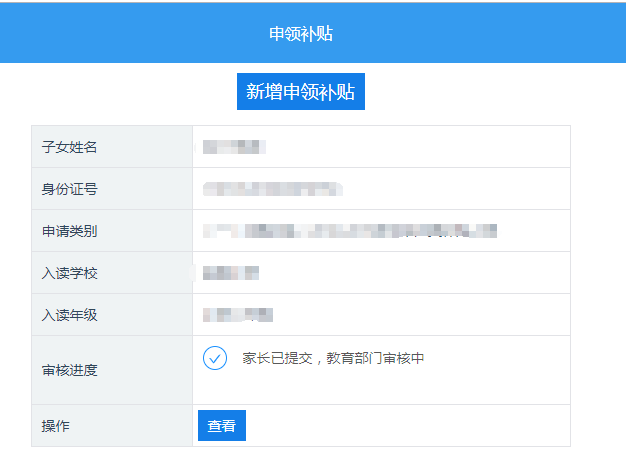 申领补贴
新增申领补贴
子女姓名
身份证号
申请类别
入读学校
入读年级
审核进度 家长已提交，教育部门审核中
操作 查看